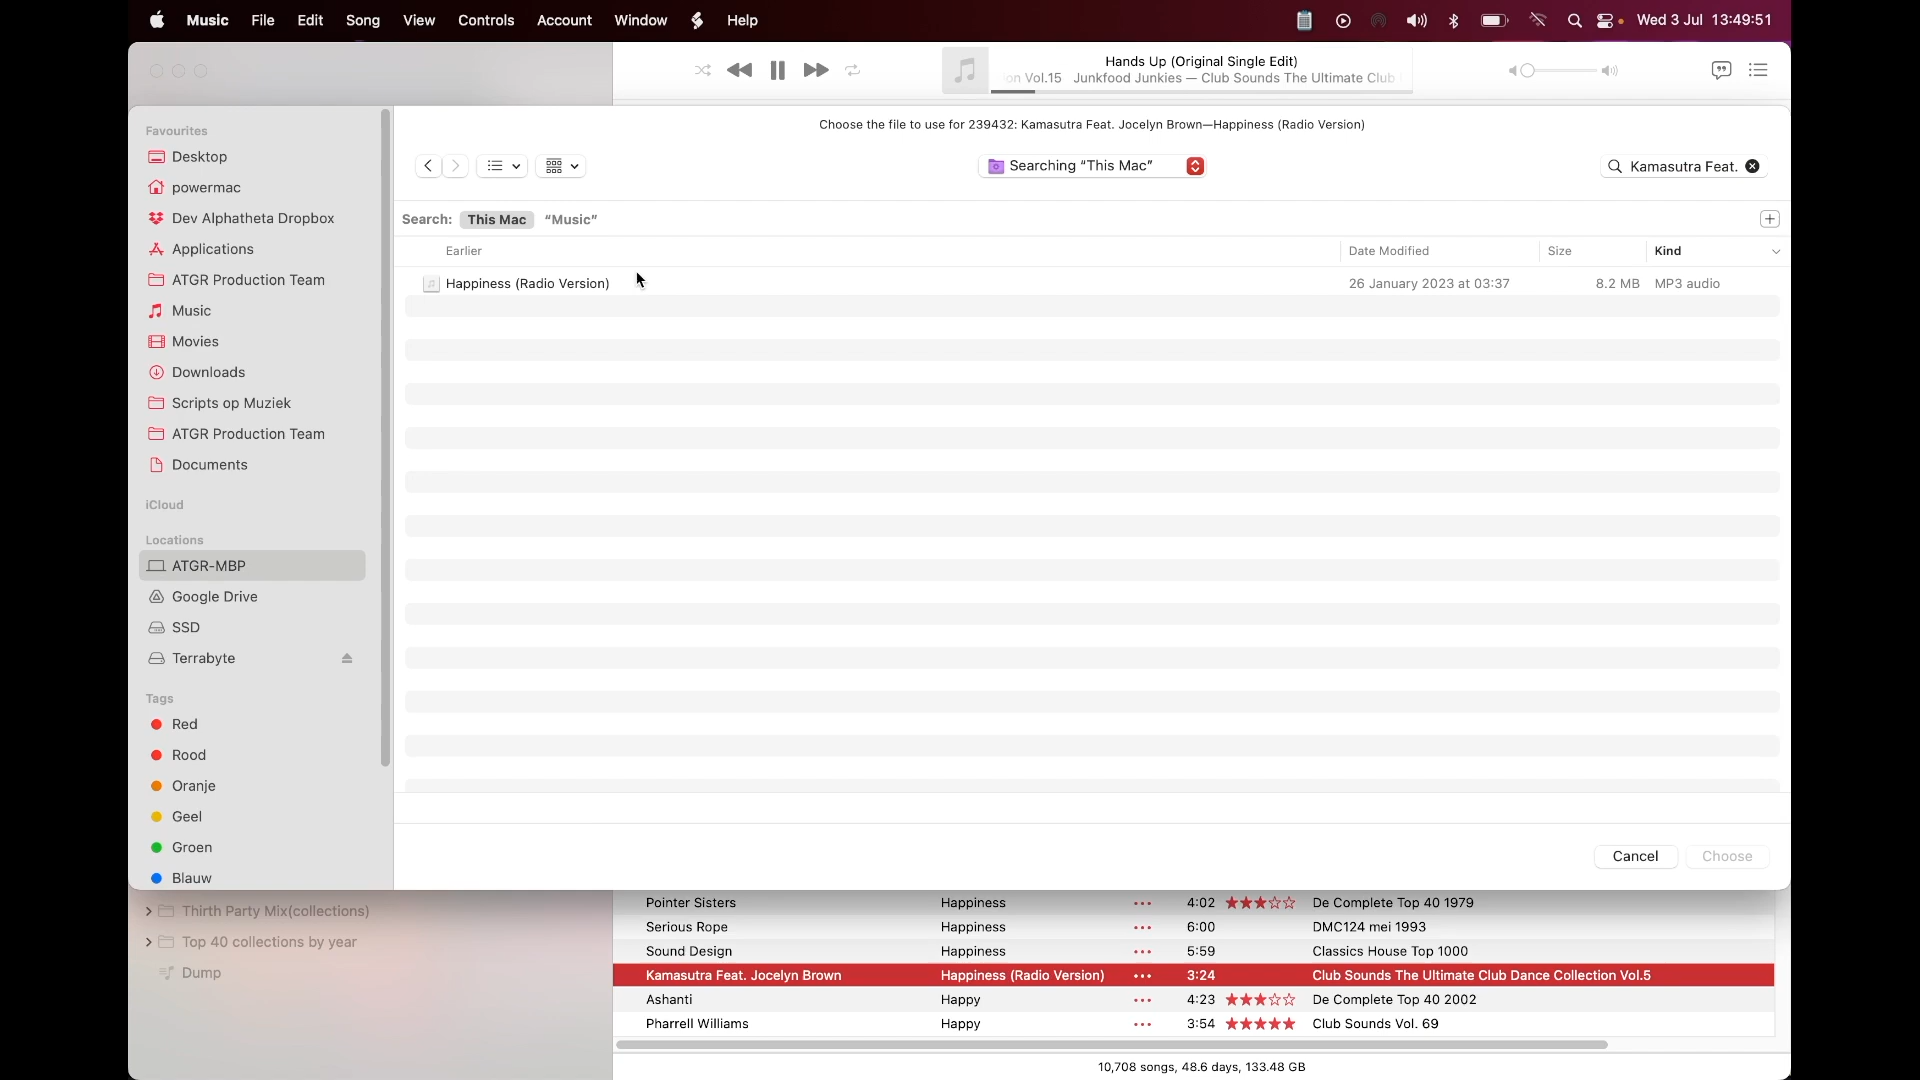 Music File Edit Song View Controls Account Window Help Wed 3 Jul 13:49:51
Hands Up (Original Single Edit)
on Vol.15 Junkfood Junkies — Club Sounds The Ultimate Club
Choose the file to use for 239432: Kamasutra Feat. Jocelyn Brown—Happiness (Radio Version)
Searching "This Mac" Kamasutra Feat.
Search: This Mac "Music"
Earlier Date Modified Size Kind
Happiness (Radio Version) 26 January 2023 at 03:37 8.2 MB MP3 audio
Favourites
Desktop
powermac
Dev Alphatheta Dropbox
Applications
ATGR Production Team
Music
Movies
Downloads
Scripts op Muziek
ATGR Production Team
Documents
iCloud
Locations
ATGR-MBP
Google Drive
SSD
Terrabyte
Tags
Red
Rood
Oranje
Geel
Groen
Blauw
Cancel Choose
Thirth Party Mix(collections)
Top 40 collections by year
Dump
Pointer Sisters Happiness ••• 4:02 ★★★☆☆ De Complete Top 40 1979
Serious Rope Happiness ••• 6:00 DMC124 mei 1993
Sound Design Happiness ••• 5:59 Classics House Top 1000
Kamasutra Feat. Jocelyn Brown Happiness (Radio Version) ••• 3:24 Club Sounds The Ultimate Club Dance Collection Vol.5
Ashanti Happy ••• 4:23 ★★★☆☆ De Complete Top 40 2002
Pharrell Williams Happy ••• 3:54 ★★★★★ Club Sounds Vol. 69
10,708 songs, 48.6 days, 133.48 GB